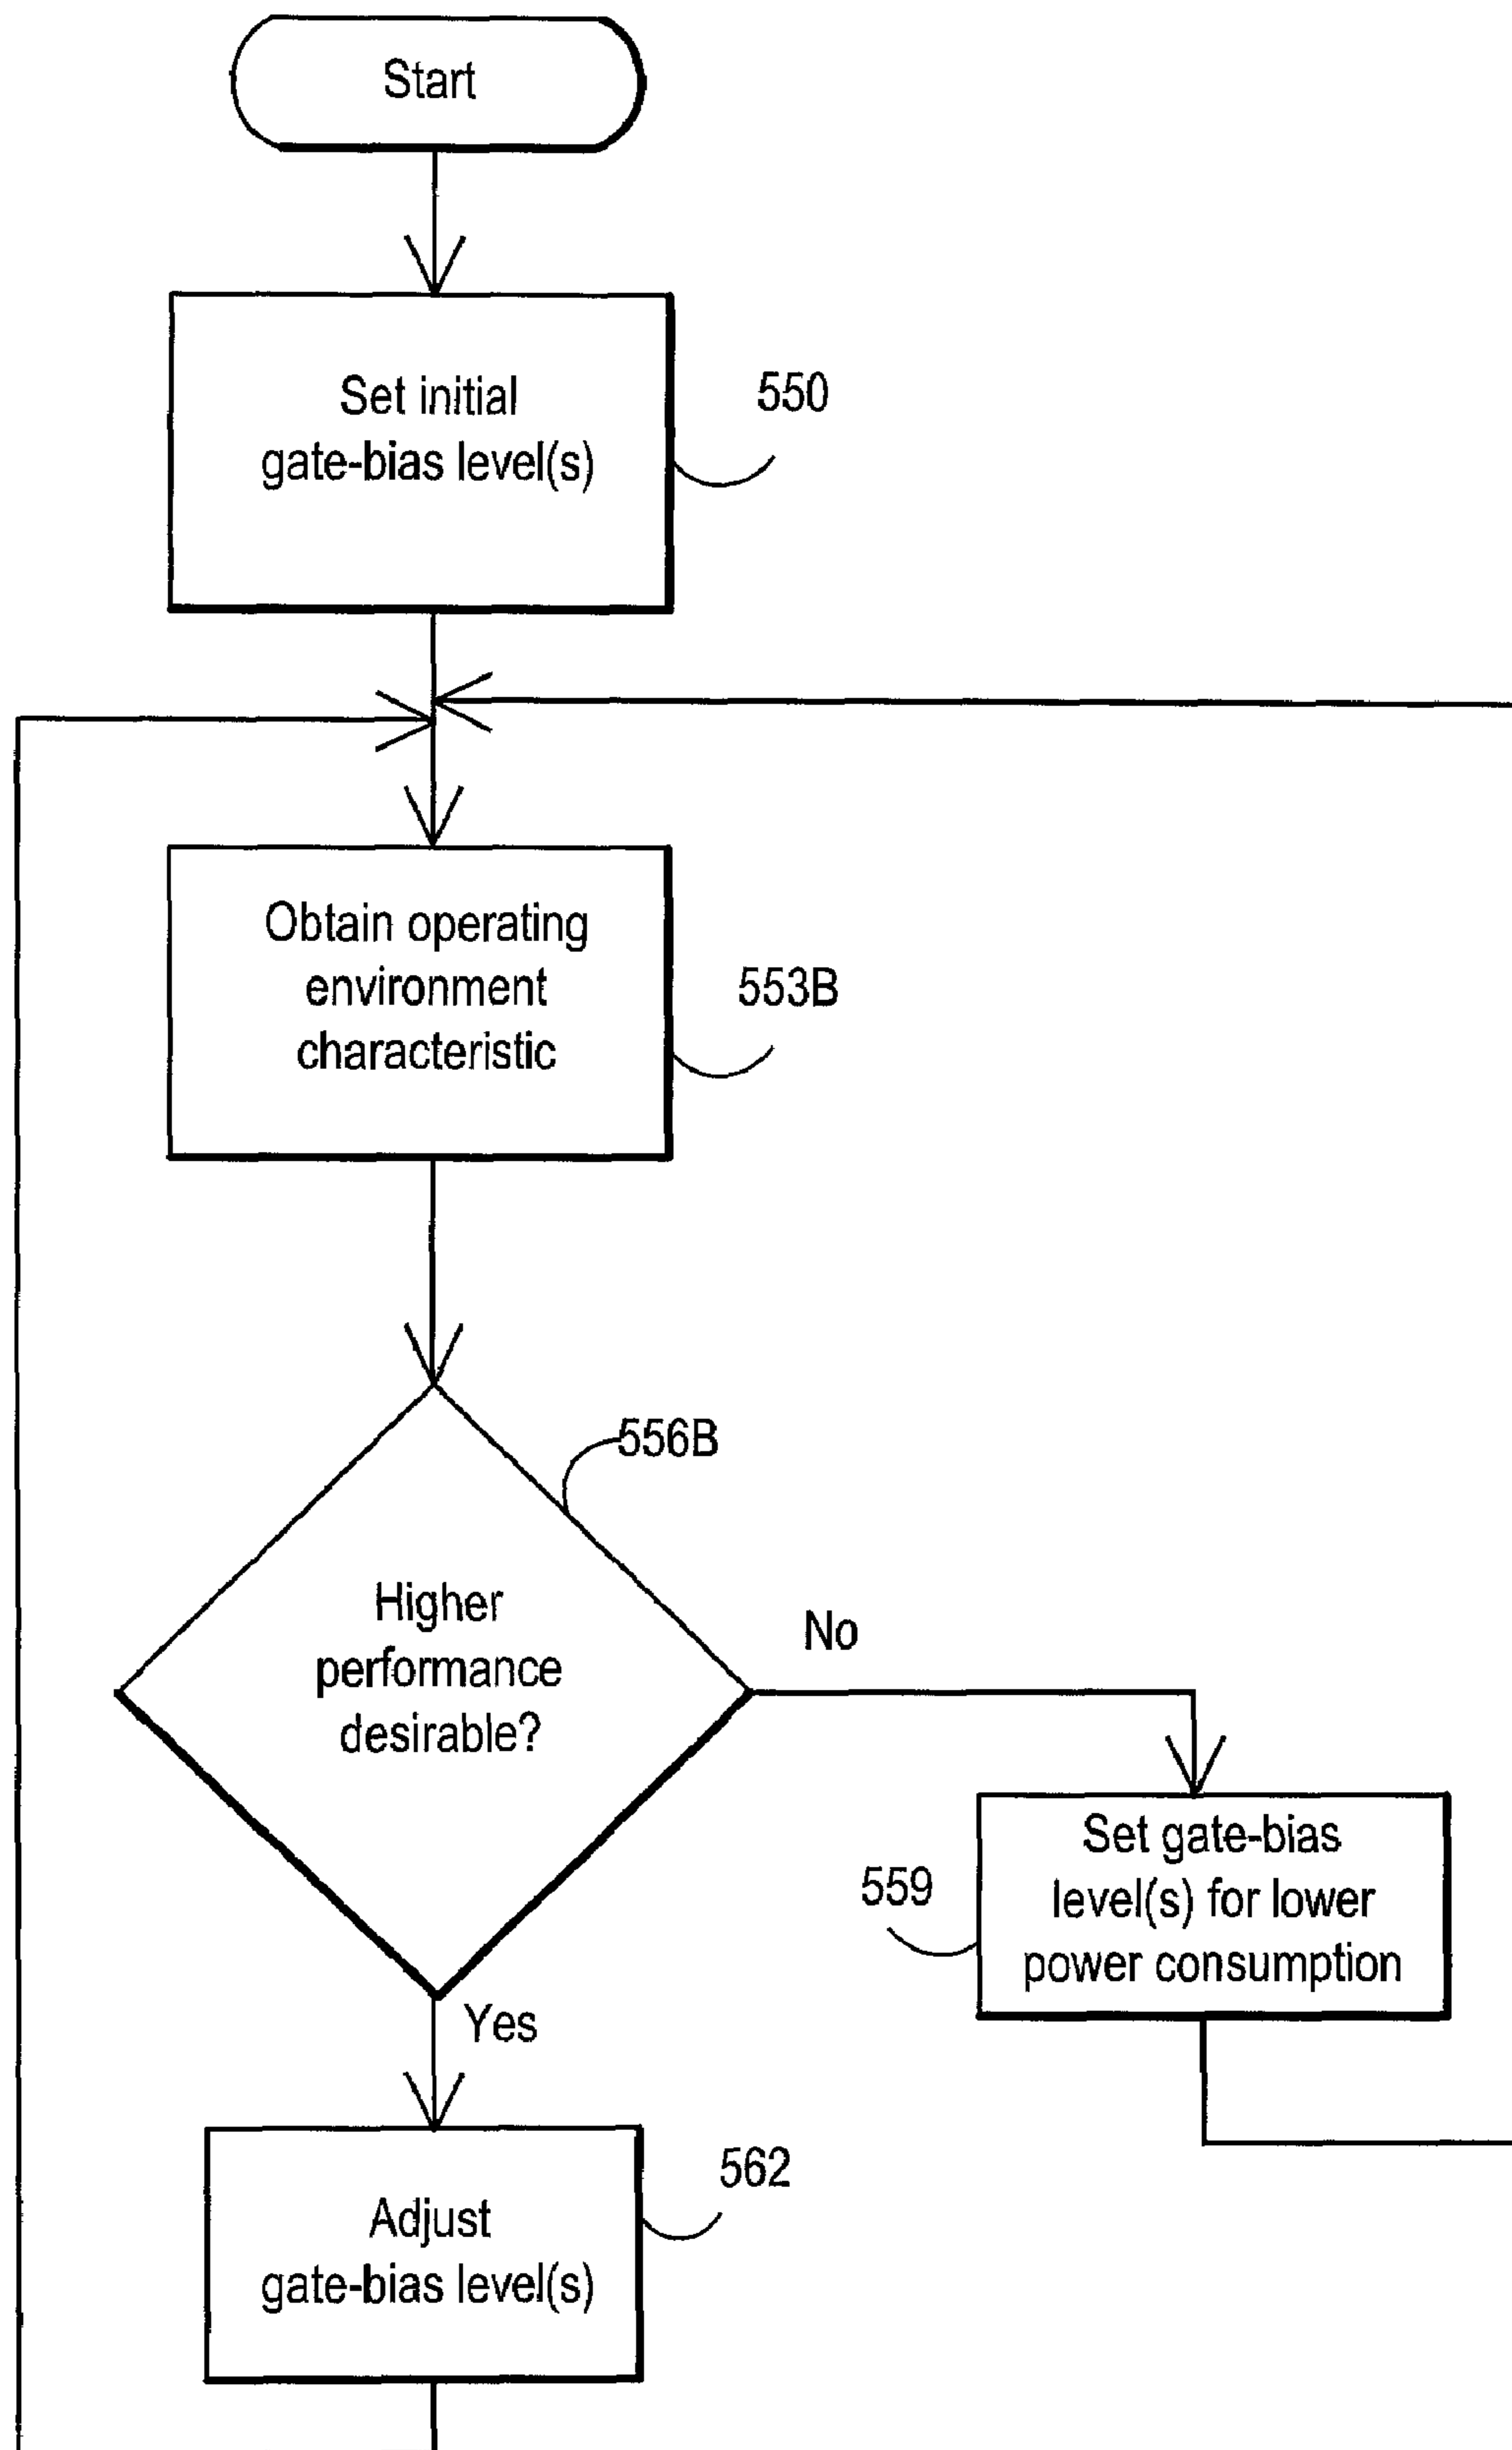 Start
Set initial
gate-bias level(s)
550
Obtain operating
environment
characteristic
553B
556B
Higher
performance
desirable?
No
Set gate-bias
level(s) for lower
power consumption
559
Yes
Adjust
gate-bias level(s)
562